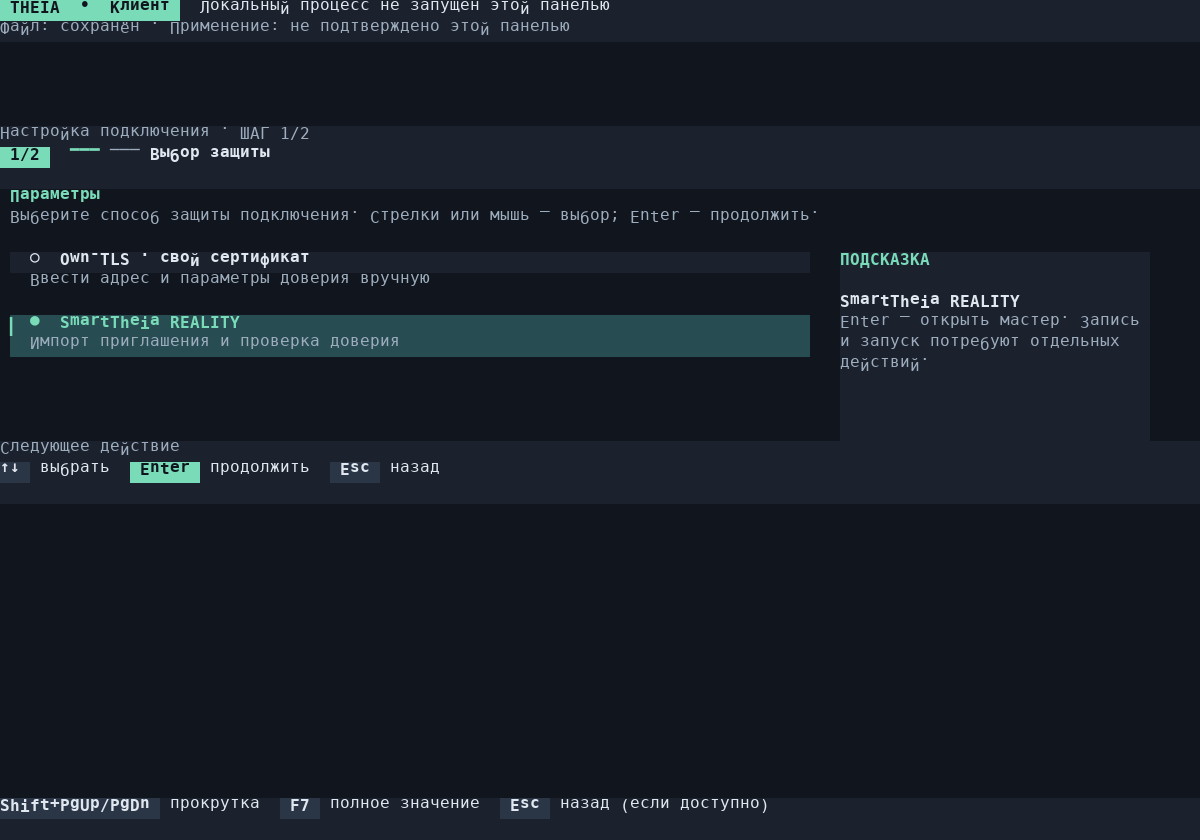 THEIA • Клиент Локальный процесс не запущен этой панелью
Файл: сохранён · Применение: не подтверждено этой панелью
Настройка подключения · ШАГ 1/2
1/2 ━━━ ─── Выбор защиты
Параметры
Выберите способ защиты подключения. Стрелки или мышь — выбор; Enter — продолжить.
○ Own-TLS · свой сертификат
Ввести адрес и параметры доверия вручную
● SmartTheia REALITY
Импорт приглашения и проверка доверия
ПОДСКАЗКА
SmartTheia REALITY
Enter — открыть мастер. Запись
и запуск потребуют отдельных
действий.
Следующее действие
↑↓ выбрать Enter продолжить Esc назад
Shift+PgUp/PgDn прокрутка F7 полное значение Esc назад (если доступно)